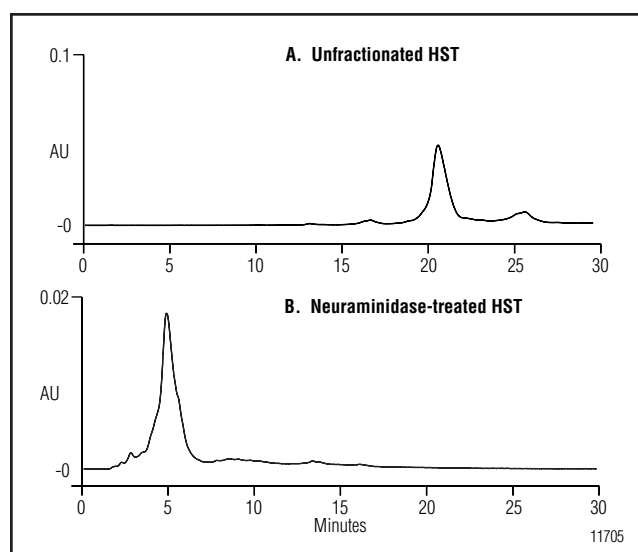 A. Unfractionated HST
0.1
AU
-0
0 5 10 15 20 25 30
B. Neuraminidase-treated HST
0.02
AU
-0
0 5 10 15 20 25 30
Minutes
11705